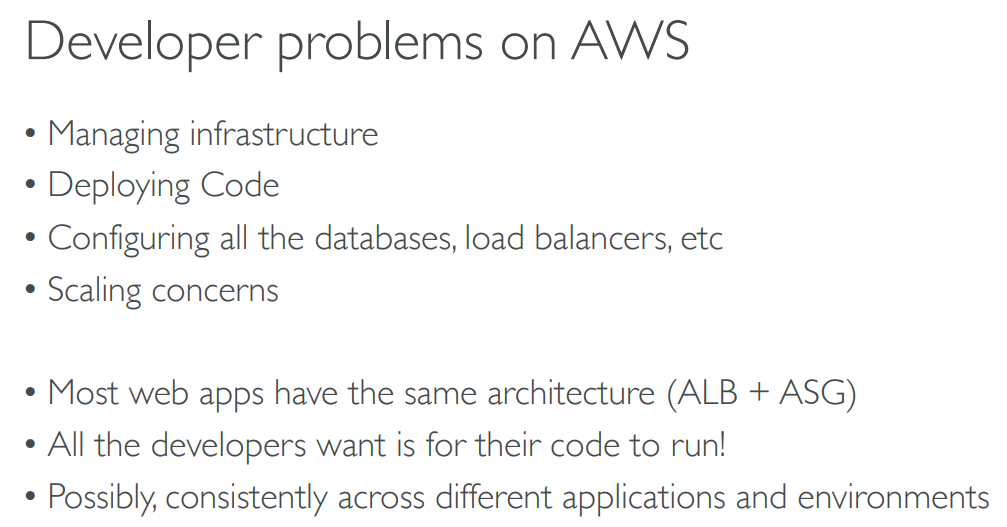 Developer problems on AWS
• Managing infrastructure
• Deploying Code
• Configuring all the databases, load balancers, etc
• Scaling concerns
• Most web apps have the same architecture (ALB + ASG)
• All the developers want is for their code to run!
• Possibly, consistently across different applications and environments